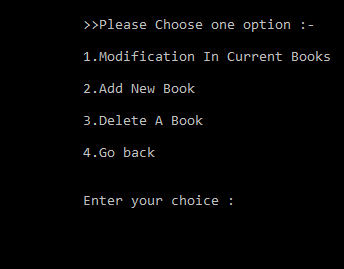 >>Please Choose one option :-
1.Modification In Current Books
2.Add New Book
3.Delete A Book
4.Go back
Enter your choice :